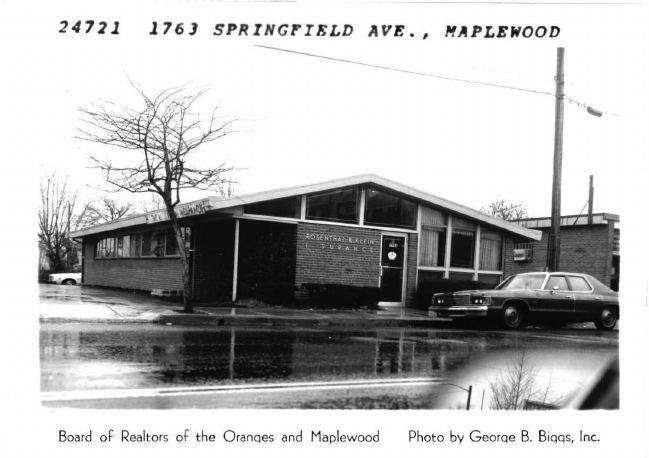 24721 1763 SPRINGFIELD AVE., MAPLEWOOD
ROSENTHAL & KLEIN
Board of Realtors of the Oranges and Maplewood Photo by George B. Biggs, Inc.